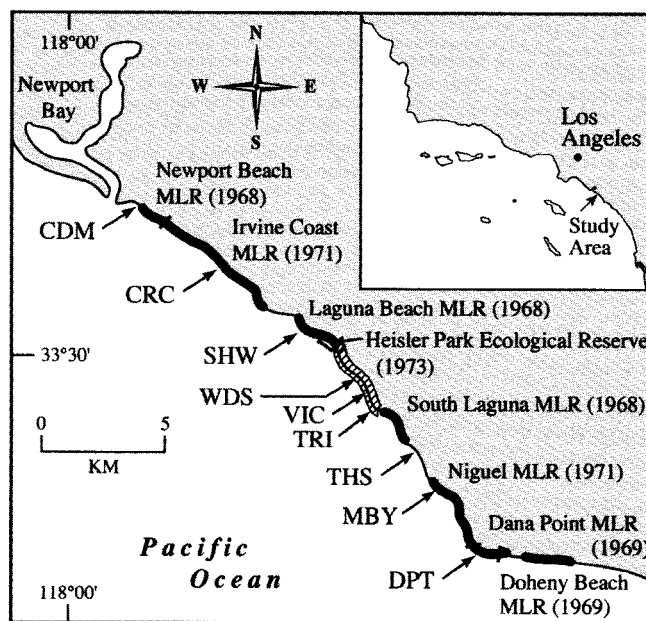 118°00'
N
W E
S
Newport
Bay
Los
Angeles
Study
Area
Newport Beach
MLR (1968)
CDM
Irvine Coast
MLR (1971)
CRC
Laguna Beach MLR (1968)
SHW
Heisler Park Ecological Reserve
(1973)
33°30'
WDS
VIC
TRI
South Laguna MLR (1968)
0 5
KM
THS
Niguel MLR (1971)
MBY
Dana Point MLR
(1969)
DPT
Pacific
Ocean
Doheny Beach
MLR (1969)
118°00'